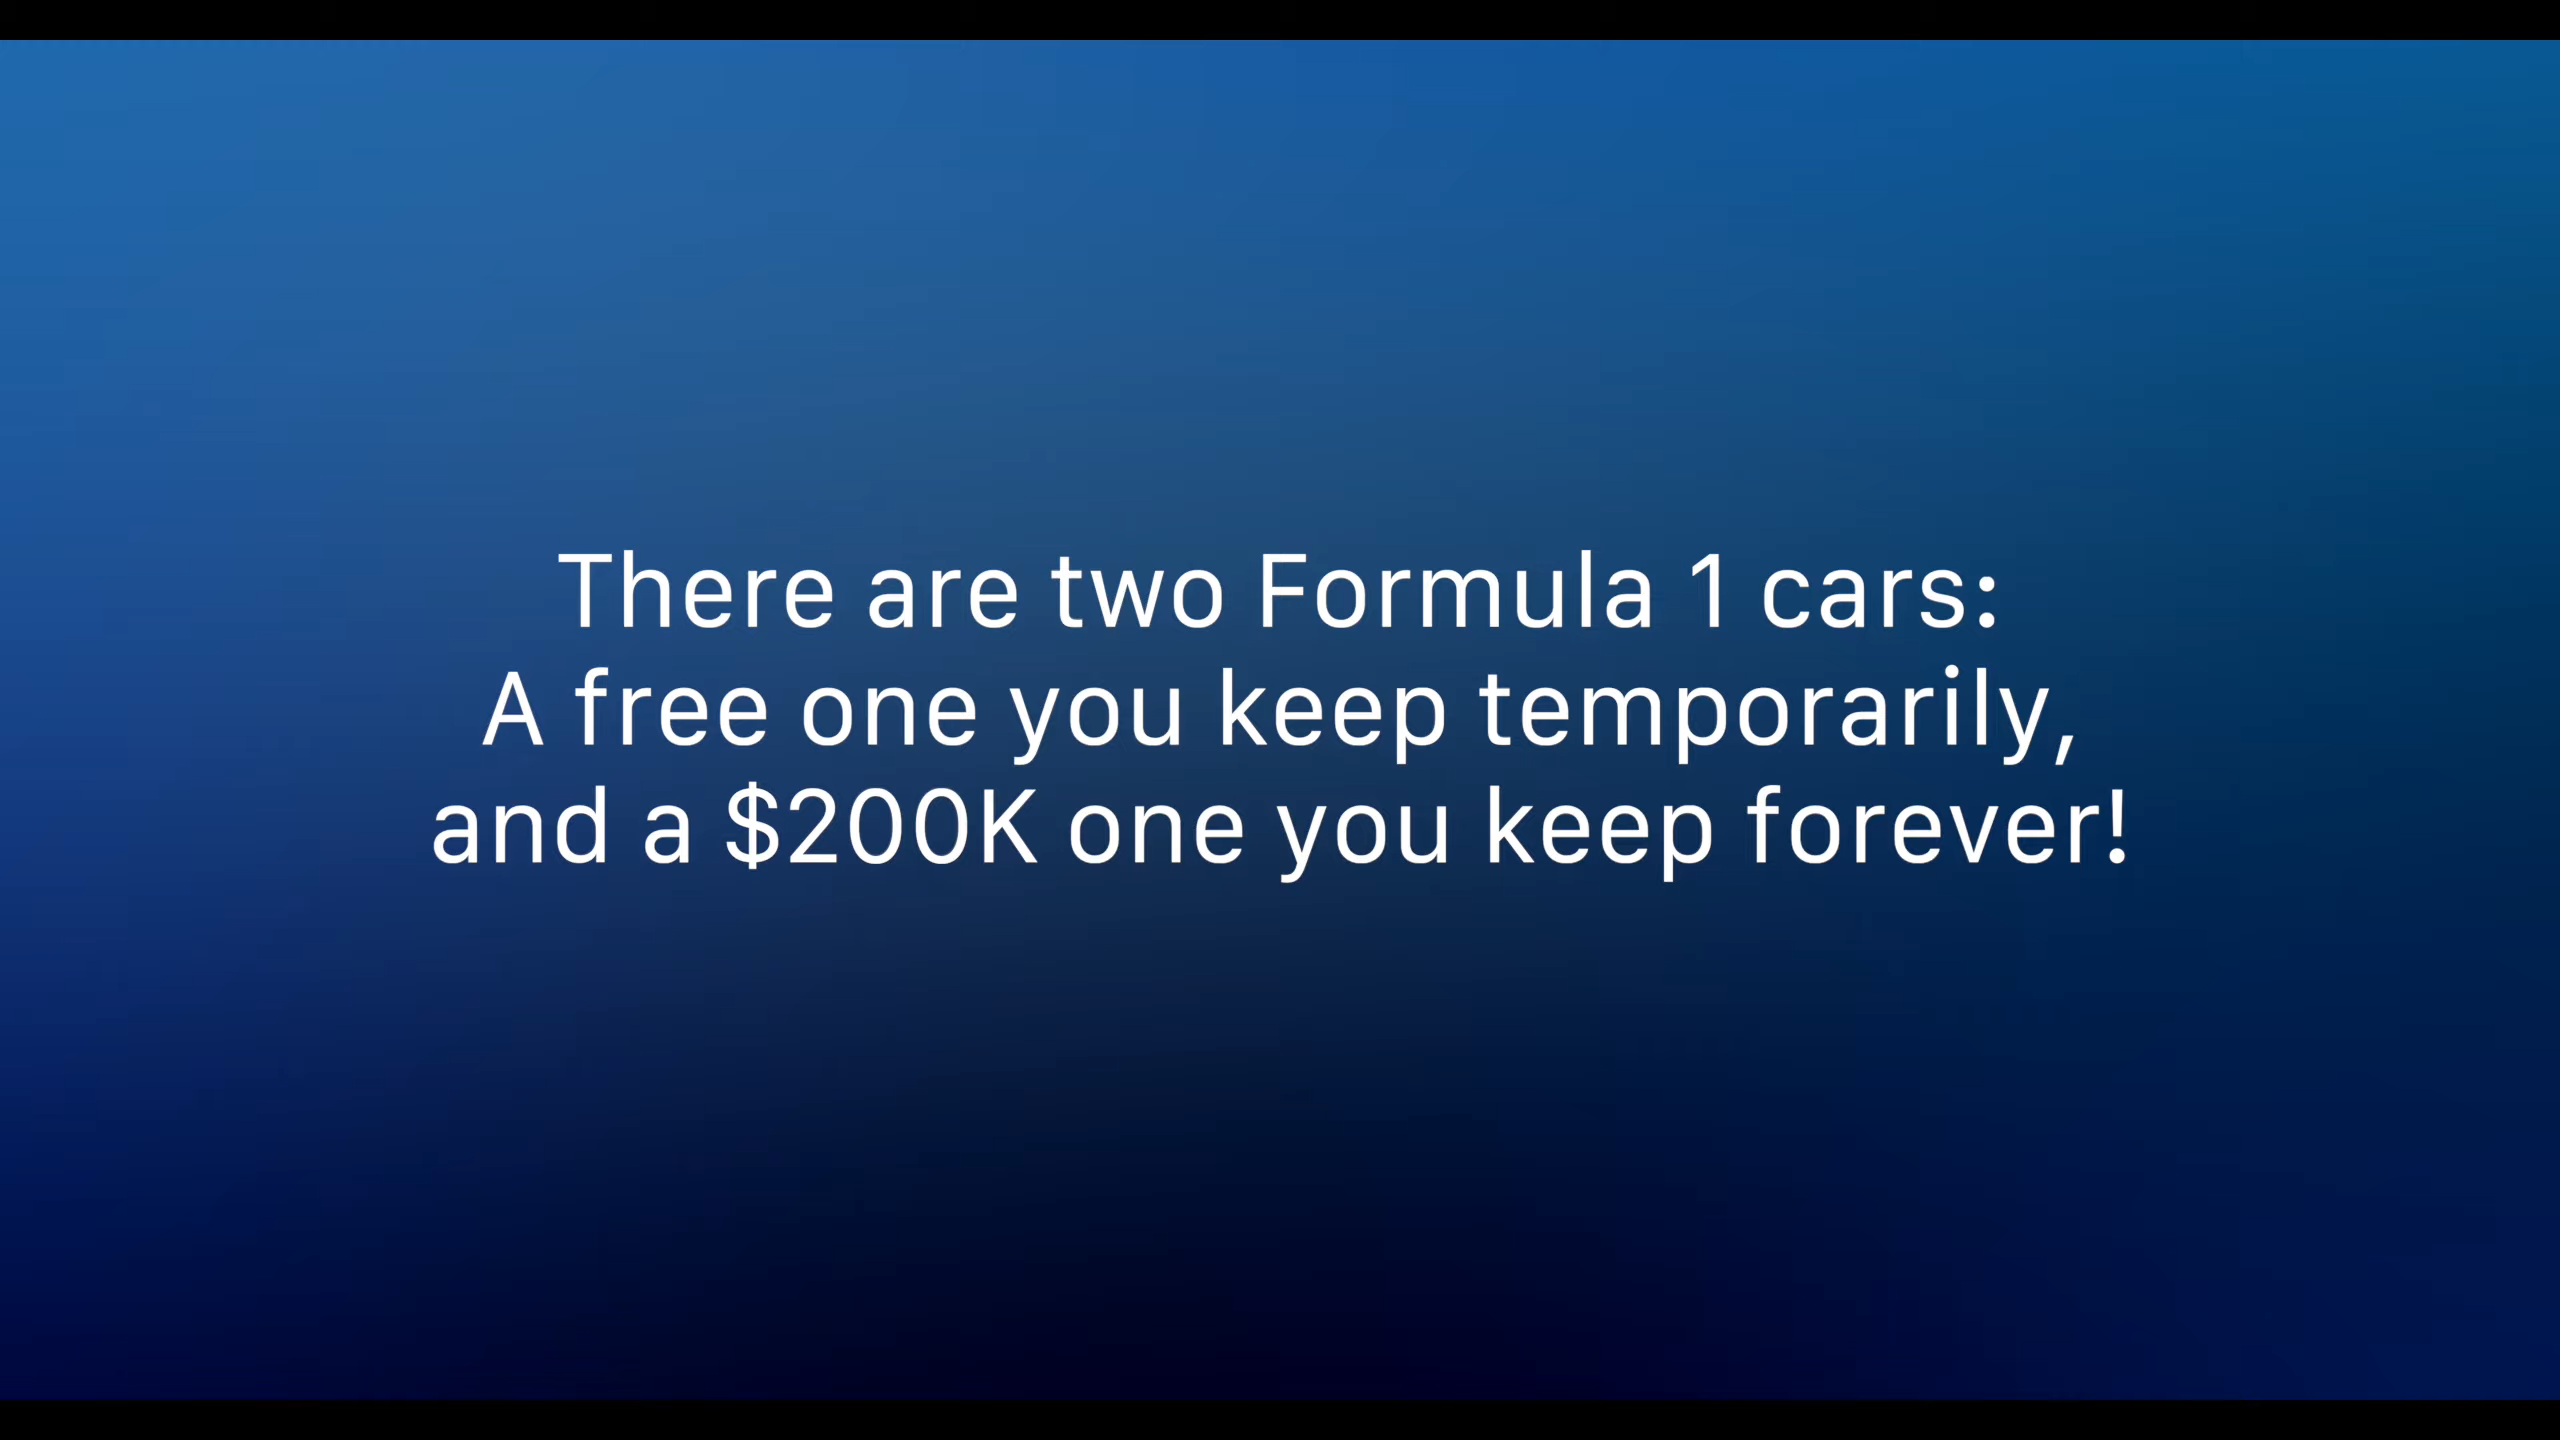 There are two Formula 1 cars:
A free one you keep temporarily,
and a $200K one you keep forever!